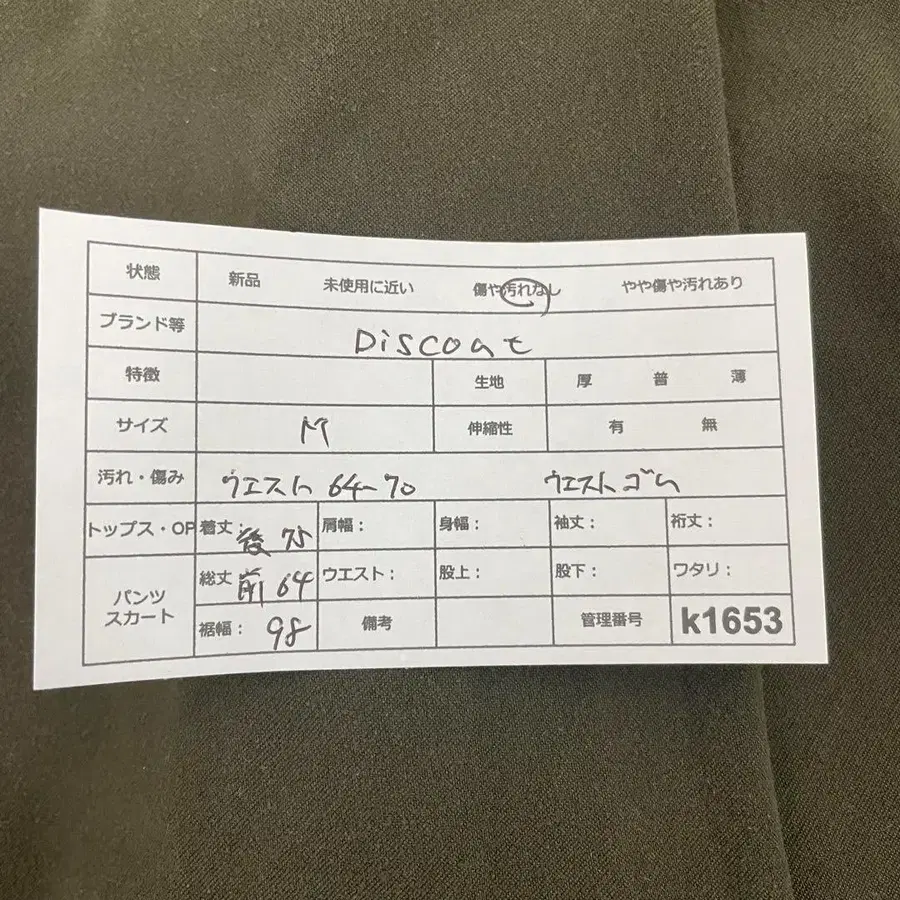 状態 新品 未使用に近い 傷や汚れなし やや傷や汚れあり
ブランド等 DiSCOat
特徴 生地 厚 普 薄
サイズ M 伸縮性 有 無
汚れ・傷み ウエスト 64-70 ウエストゴム
トップス・OP 着丈: 後 75 肩幅: 身幅: 袖丈: 裄丈:
パンツ スカート 総丈 前 64 ウエスト: 股上: 股下: ワタリ:
裾幅: 98 備考 管理番号 k1653